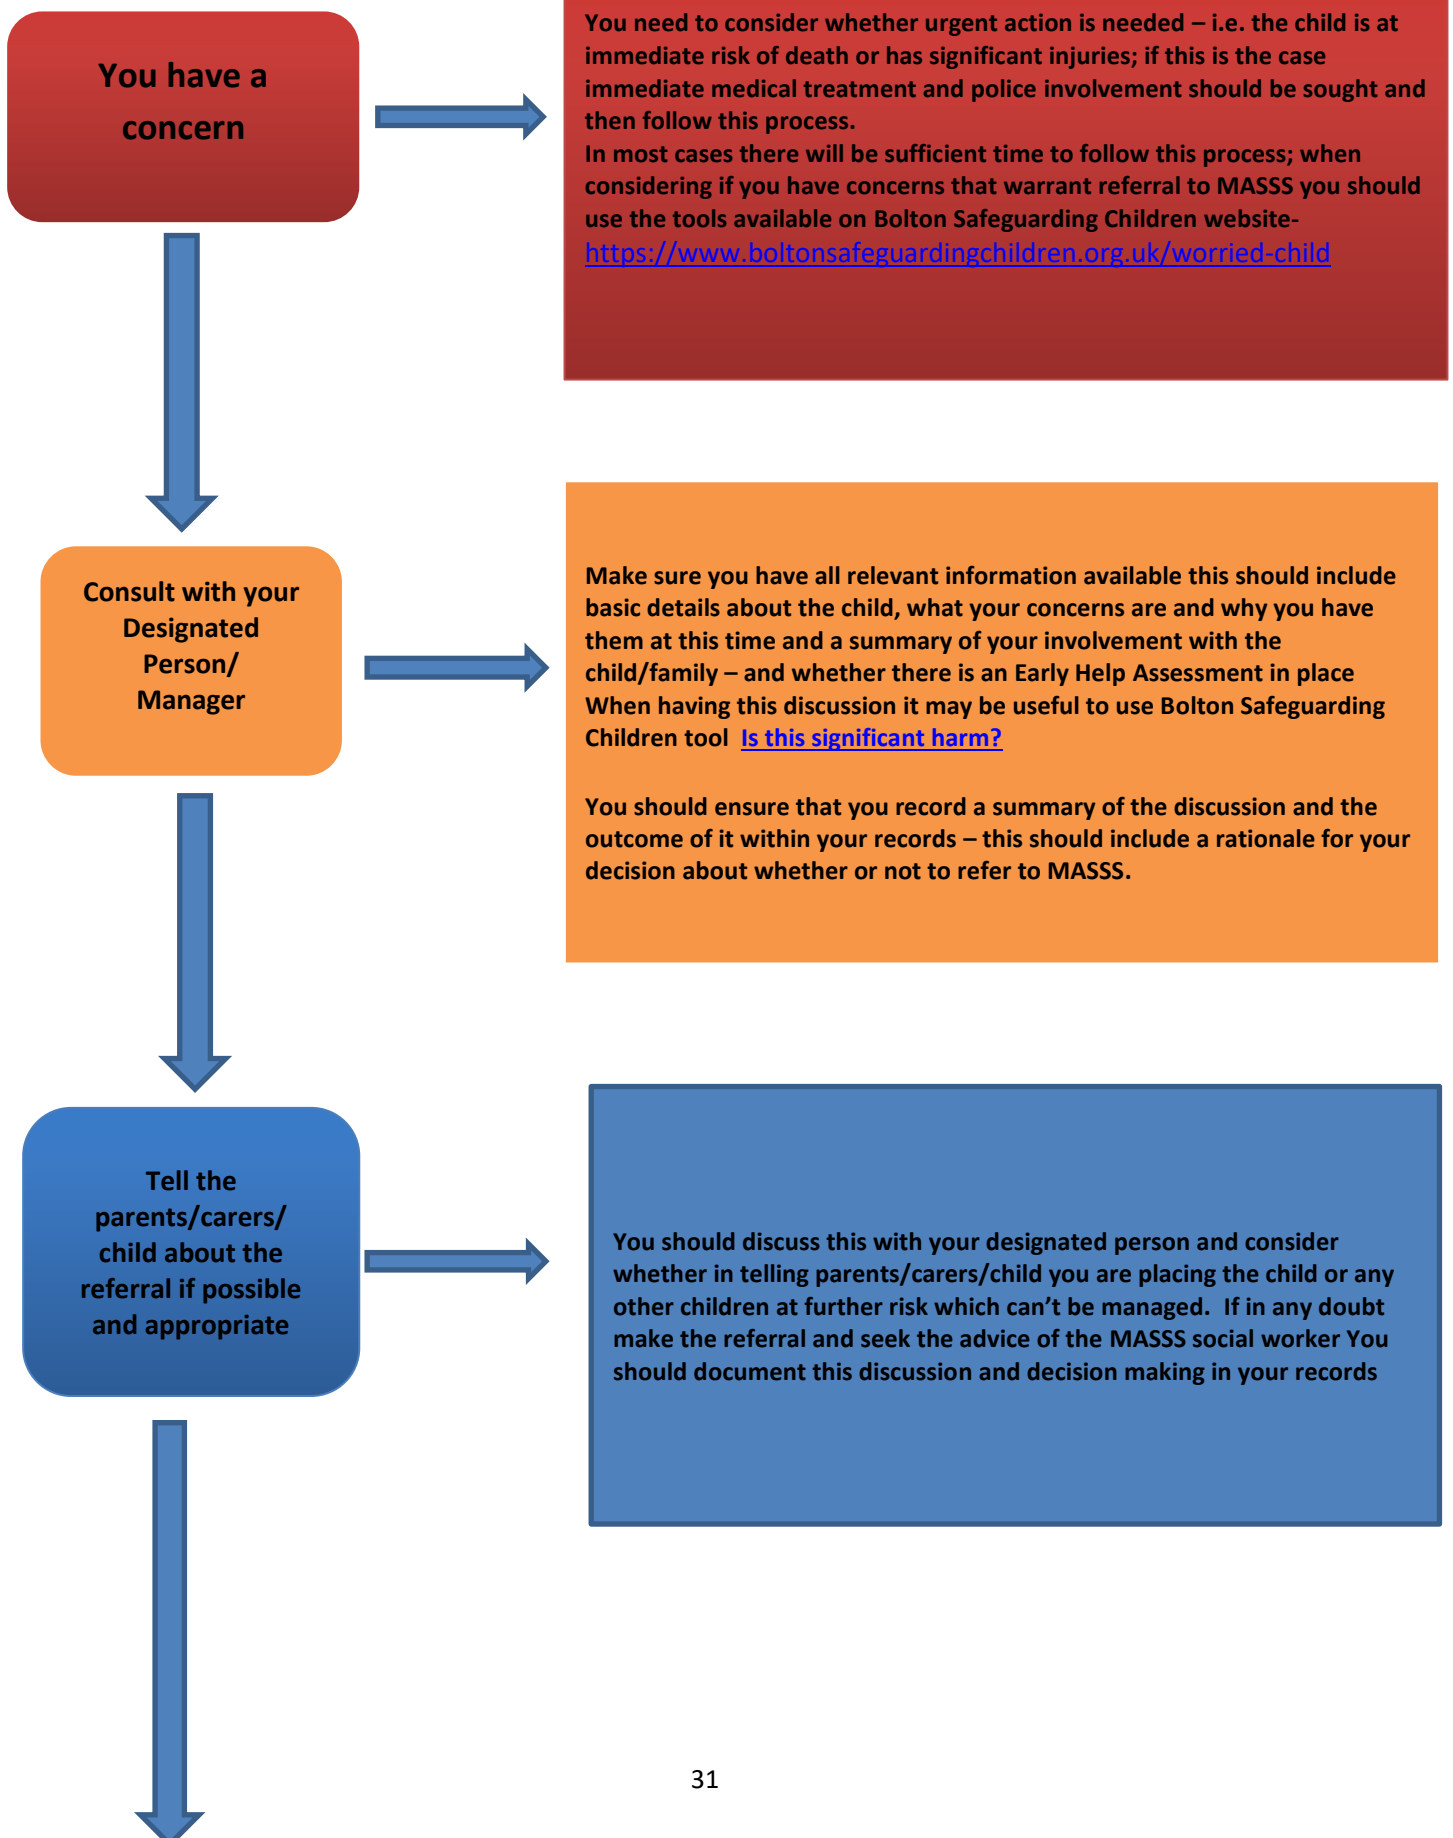 You have a
concern
You need to consider whether urgent action is needed – i.e. the child is at
immediate risk of death or has significant injuries; if this is the case
immediate medical treatment and police involvement should be sought and
then follow this process.
In most cases there will be sufficient time to follow this process; when
considering if you have concerns that warrant referral to MASSS you should
use the tools available on Bolton Safeguarding Children website-
https://www.boltonsafeguardingchildren.org.uk/worried-child
Consult with your
Designated
Person/
Manager
Make sure you have all relevant information available this should include
basic details about the child, what your concerns are and why you have
them at this time and a summary of your involvement with the
child/family – and whether there is an Early Help Assessment in place
When having this discussion it may be useful to use Bolton Safeguarding
Children tool  Is this significant harm?
You should ensure that you record a summary of the discussion and the
outcome of it within your records – this should include a rationale for your
decision about whether or not to refer to MASSS.
Tell the
parents/carers/
child about the
referral if possible
and appropriate
You should discuss this with your designated person and consider
whether in telling parents/carers/child you are placing the child or any
other children at further risk which can’t be managed.  If in any doubt
make the referral and seek the advice of the MASSS social worker You
should document this discussion and decision making in your records
31